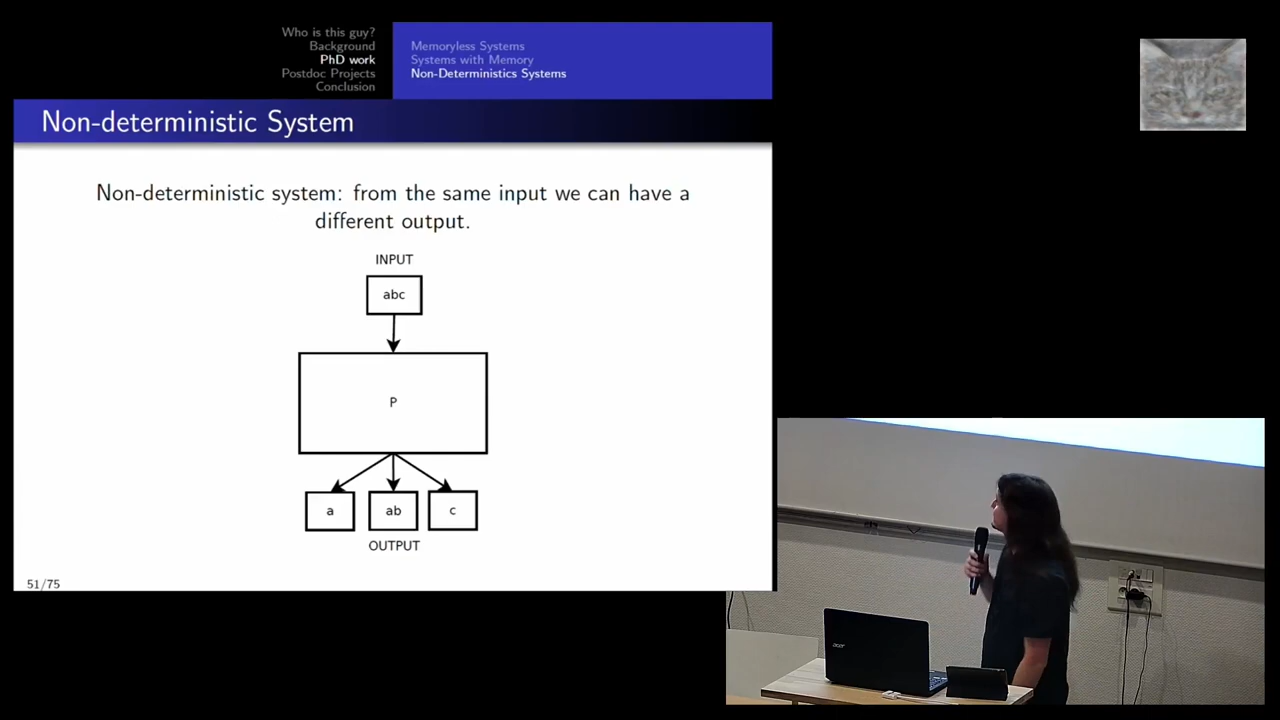 Who is this guy?
Background
PhD work
Postdoc Projects
Conclusion
Memoryless Systems
Systems with Memory
Non-Deterministics Systems
Non-deterministic System
Non-deterministic system: from the same input we can have a
different output.
INPUT
abc
P
a ab c
OUTPUT
51/75
acer